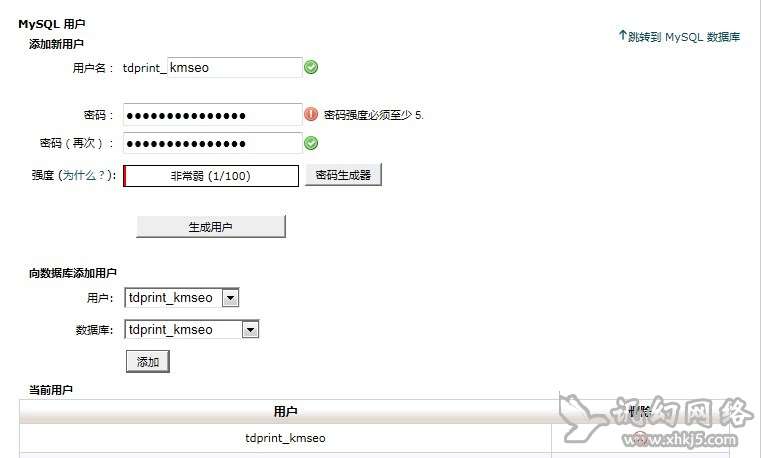 MySQL 用户
添加新用户
↑跳转到 MySQL 数据库
用户名： tdprint_ kmseo
密码： ●●●●●●●●●●●●●●● 密码强度必须至少 5.
密码（再次）： ●●●●●●●●●●●●●●●
强度 (为什么？): 非常弱 (1/100) 密码生成器
生成用户
向数据库添加用户
用户: tdprint_kmseo
数据库: tdprint_kmseo
添加
当前用户
用户 删除
tdprint_kmseo
网络
www.xhkj5.com